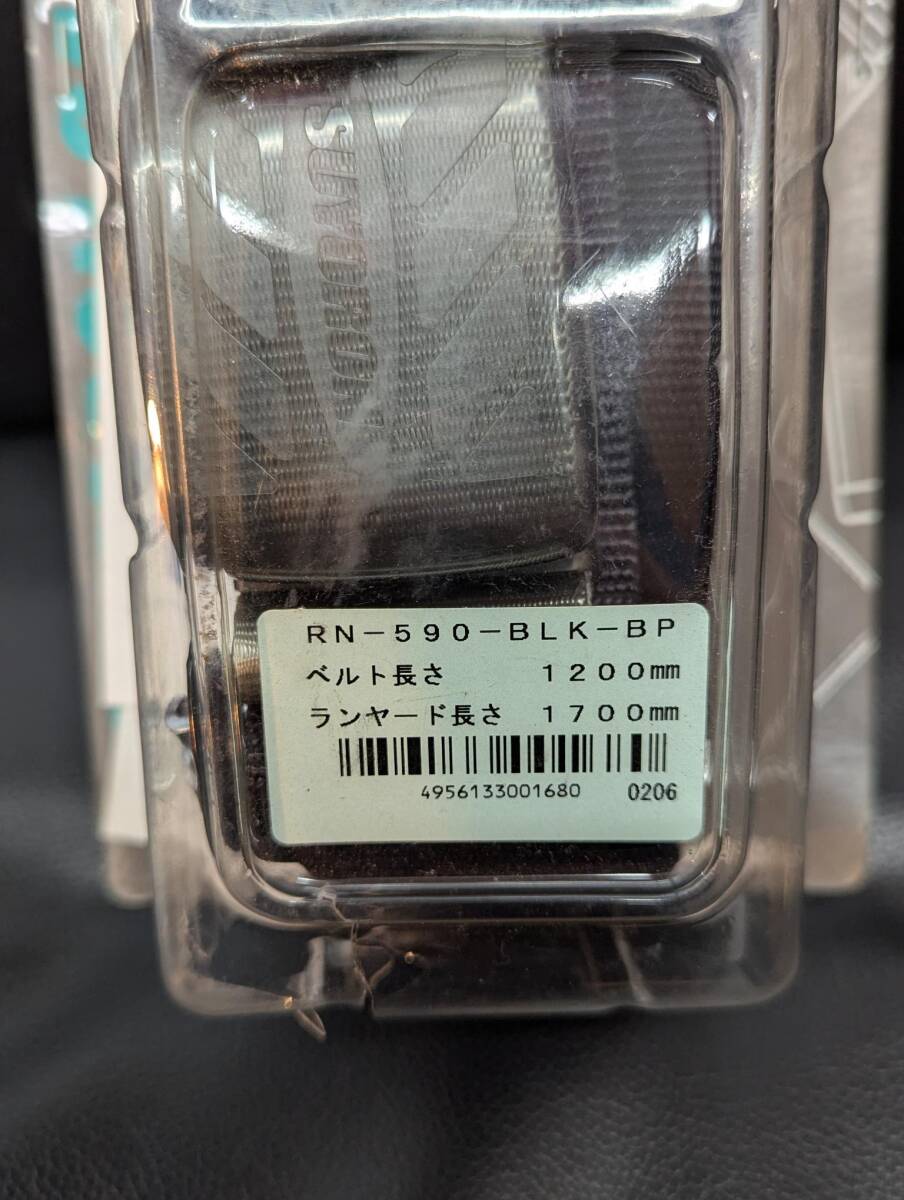 RN-590-BLK-BP
ベルト長さ 1200mm
ランヤード長さ 1700mm
4956133001680 0206